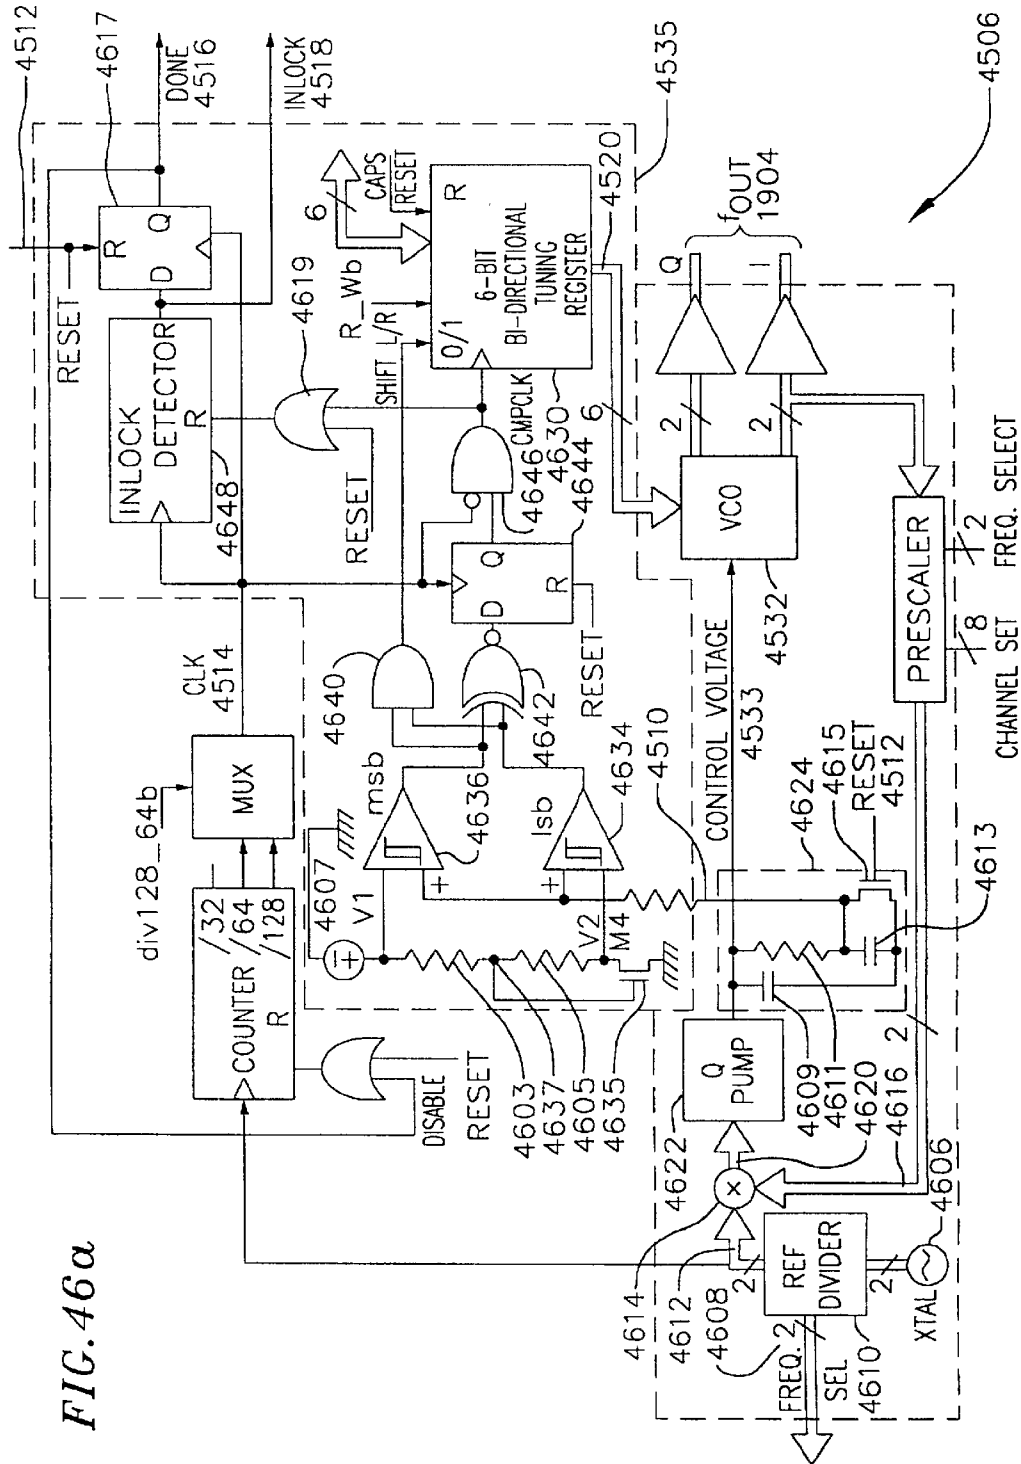 FIG. 46a
div128_64b
COUNTER
R
/32
/64
/128
MUX
CLK
4514
INLOCK
DETECTOR
R
4648
RESET
D
Q
R
4512
4617
DONE
4516
INLOCK
4518
DISABLE
RESET
4607
V1
msb
+
4636
4640
RESET
4619
SHIFT L/R
R_Wb
6
CAPS
RESET
0/1
R
6-BIT
BI-DIRECTIONAL
TUNING
REGISTER
4603
4637
4605
4635
V2
M4
+
lsb
4634
4642
D
Q
R
RESET
4644
4646
CMPCLK
4630
6
4520
4535
4510
4622
Q
PUMP
CONTROL VOLTAGE
4533
4532
VCO
2
2
Q
I
fOUT
1904
4506
4614
4612
4608
2
2
REF
DIVIDER
2
FREQ.
SEL
4610
XTAL
4606
4616
4620
4611
4609
2
4624
4615
RESET
4512
4613
PRESCALER
8
CHANNEL SET
2
FREQ. SELECT